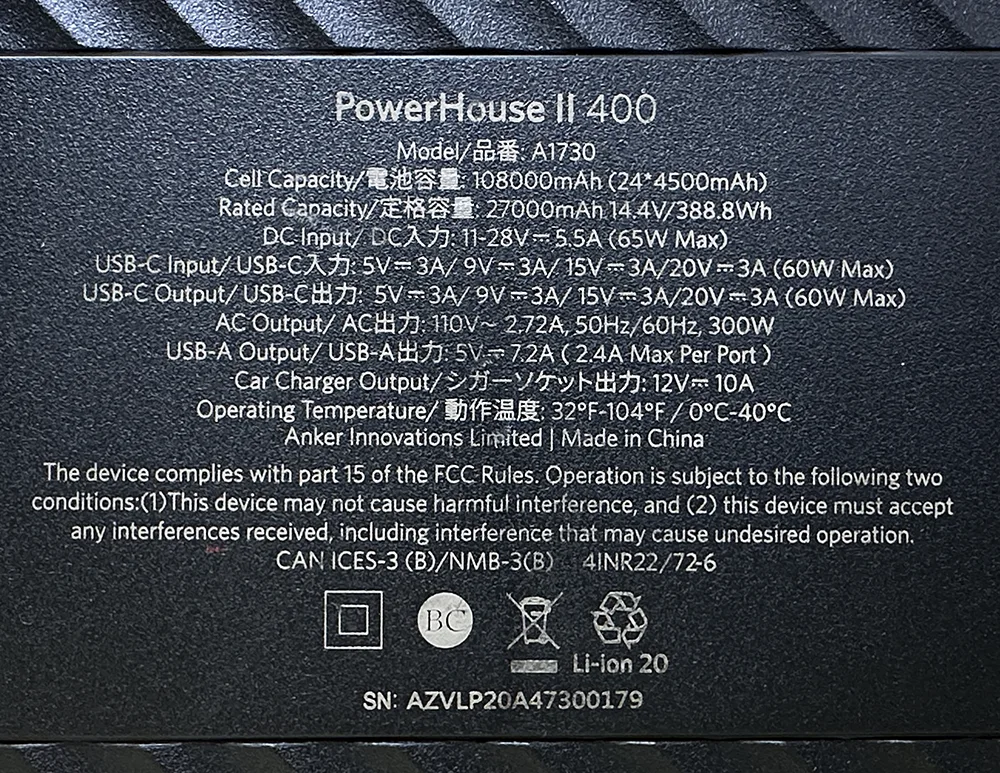 PowerHouse II 400
Model/品番: A1730
Cell Capacity/電池容量: 108000mAh (24*4500mAh)
Rated Capacity/定格容量: 27000mAh 14.4V/388.8Wh
DC Input/ DC入力: 11-28V⎓5.5A (65W Max)
USB-C Input/ USB-C入力: 5V⎓3A/ 9V⎓3A/ 15V⎓3A/20V⎓3A (60W Max)
USB-C Output/ USB-C出力: 5V⎓3A/ 9V⎓3A/ 15V⎓3A/20V⎓3A (60W Max)
AC Output/ AC出力: 110V~ 2.72A, 50Hz/60Hz, 300W
USB-A Output/ USB-A出力: 5V⎓7.2A ( 2.4A Max Per Port )
Car Charger Output/シガーソケット出力: 12V⎓ 10A
Operating Temperature/ 動作温度: 32°F-104°F / 0°C-40°C
Anker Innovations Limited | Made in China
The device complies with part 15 of the FCC Rules. Operation is subject to the following two
conditions:(1)This device may not cause harmful interference, and (2) this device must accept
any interferences received, including interference that may cause undesired operation.
CAN ICES-3 (B)/NMB-3(B) 4INR22/72-6
BC
Li-ion 20
SN: AZVLP20A47300179